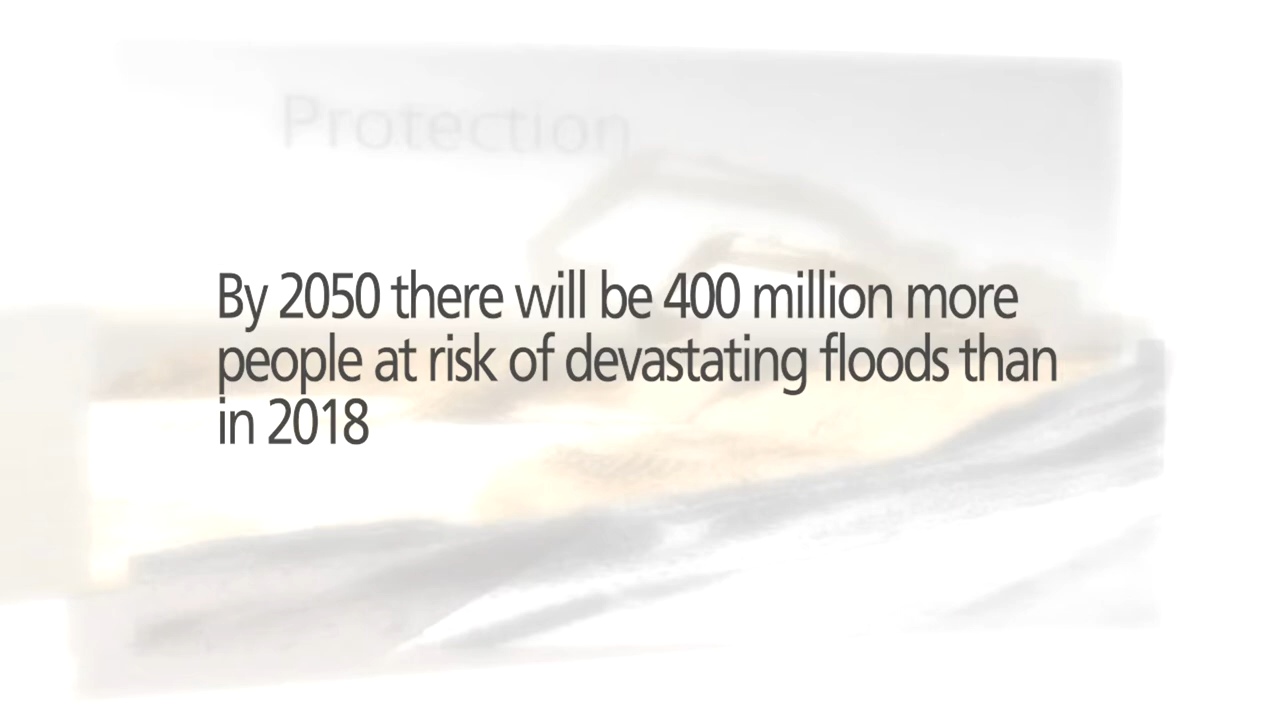 Protection
By 2050 there will be 400 million more
people at risk of devastating floods than
in 2018